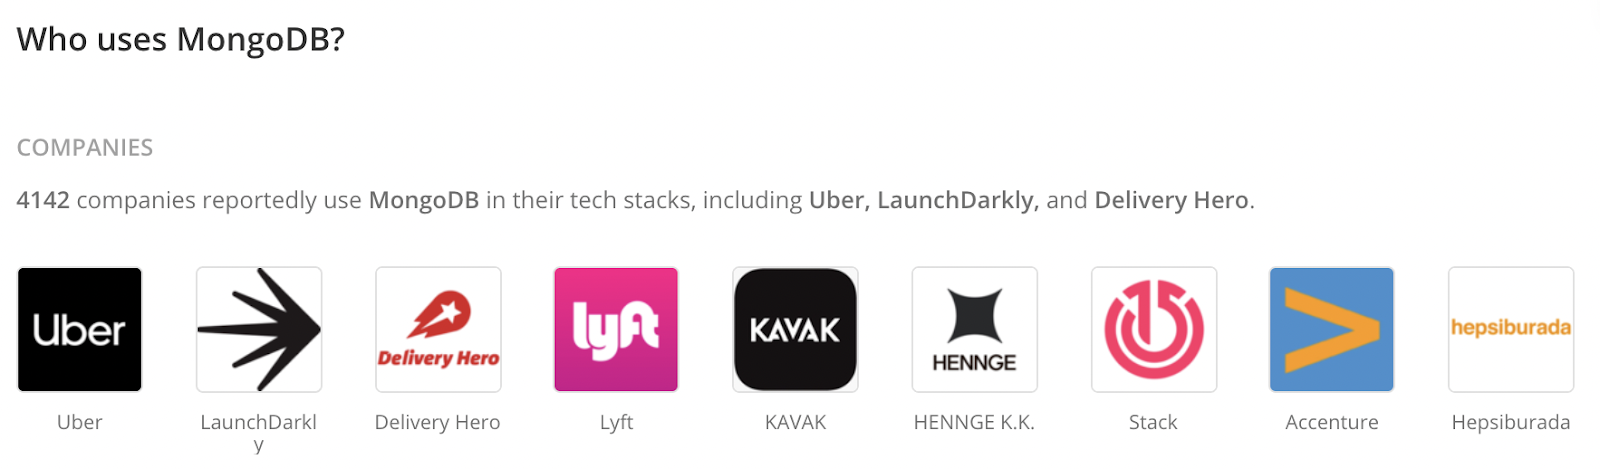 Who uses MongoDB?
COMPANIES
4142 companies reportedly use MongoDB in their tech stacks, including Uber, LaunchDarkly, and Delivery Hero.
Uber
Delivery Hero
lyft
KAVAK
HENNGE
15
hepsiburada
Uber
LaunchDarkl
y
Delivery Hero
Lyft
KAVAK
HENNGE K.K.
Stack
Accenture
Hepsiburada